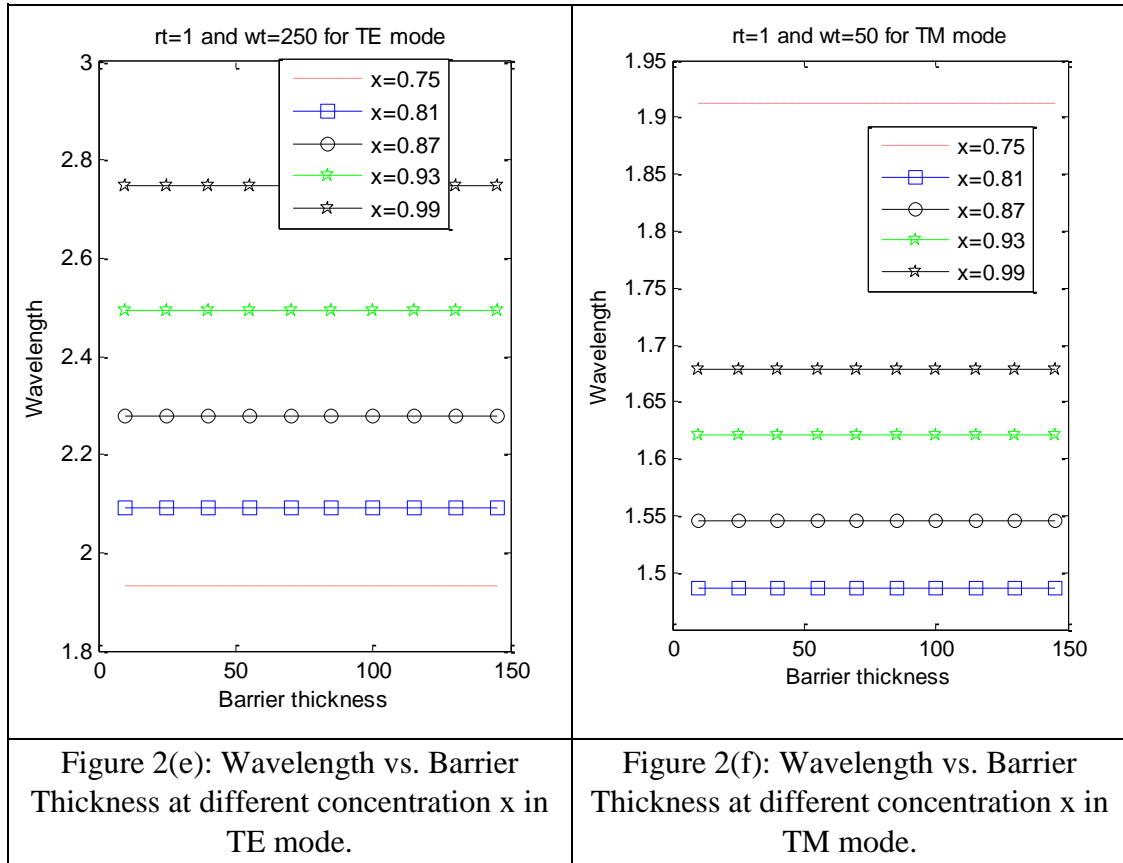 rt=1 and wt=250 for TE mode
3
2.8
2.6
2.4
2.2
2
1.8
0
50
100
150
Wavelength
Barrier thickness
x=0.75
x=0.81
x=0.87
x=0.93
x=0.99
rt=1 and wt=50 for TM mode
1.95
1.9
1.85
1.8
1.75
1.7
1.65
1.6
1.55
1.5
0
50
100
150
Wavelength
Barrier thickness
x=0.75
x=0.81
x=0.87
x=0.93
x=0.99
Figure 2(e): Wavelength vs. Barrier
Thickness at different concentration x in
TE mode.
Figure 2(f): Wavelength vs. Barrier
Thickness at different concentration x in
TM mode.